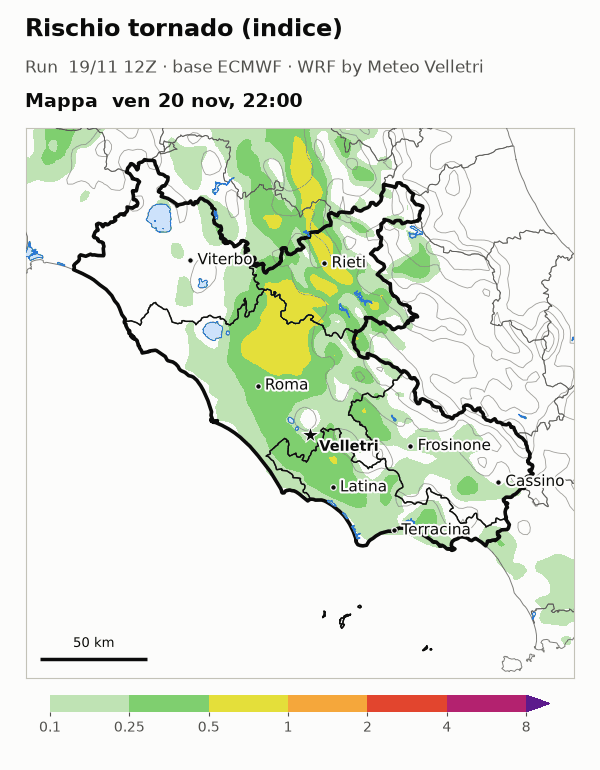 Rischio tornado (indice)
Run  19/11 12Z · base ECMWF · WRF by Meteo Velletri
Mappa  ven 20 nov, 22:00
Viterbo
Rieti
Roma
Velletri
Frosinone
Cassino
Latina
Terracina
50 km
0.1 0.25 0.5 1 2 4 8